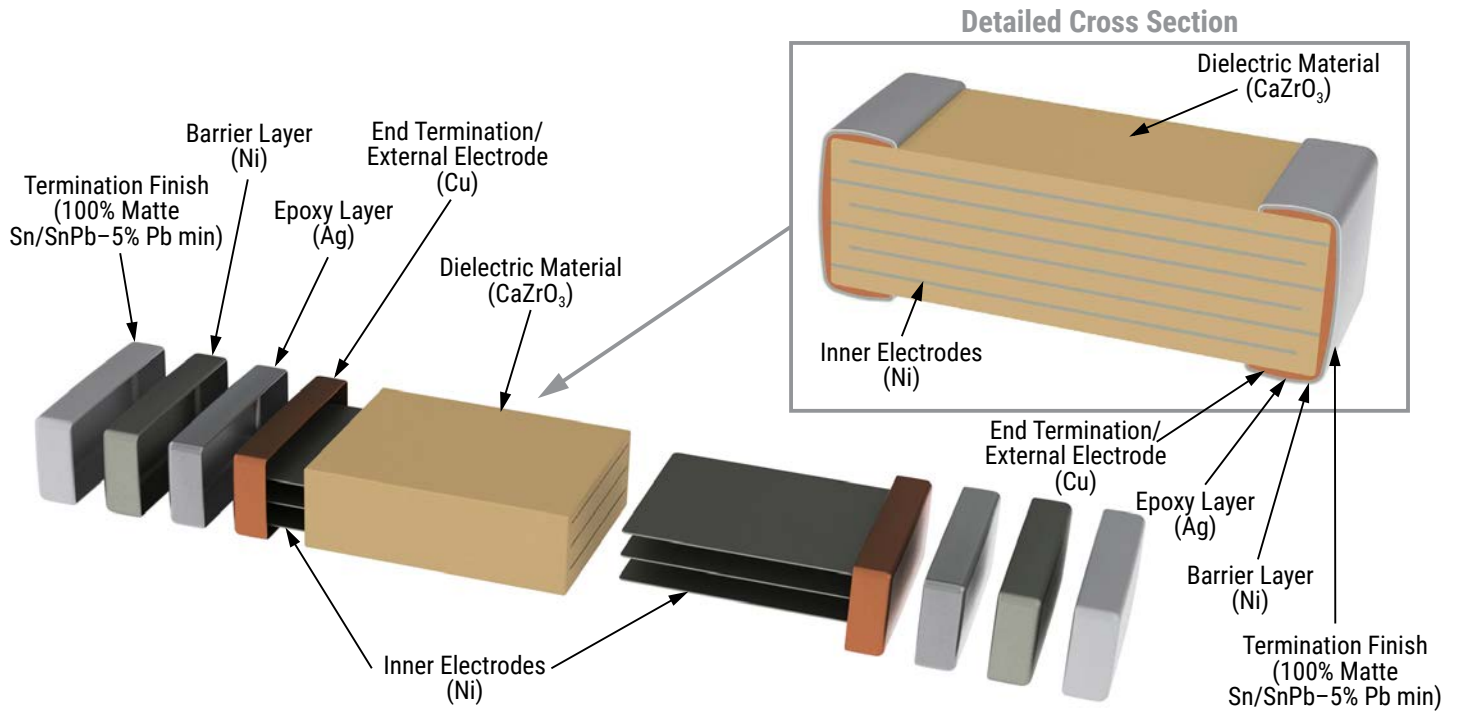 Detailed Cross Section
Dielectric Material
(CaZrO₃)
Inner Electrodes
(Ni)
End Termination/
External Electrode
(Cu)
Epoxy Layer
(Ag)
Barrier Layer
(Ni)
Termination Finish
(100% Matte
Sn/SnPb–5% Pb min)
End Termination/
External Electrode
(Cu)
Barrier Layer
(Ni)
Termination Finish
(100% Matte
Sn/SnPb–5% Pb min)
Epoxy Layer
(Ag)
Dielectric Material
(CaZrO₃)
Inner Electrodes
(Ni)